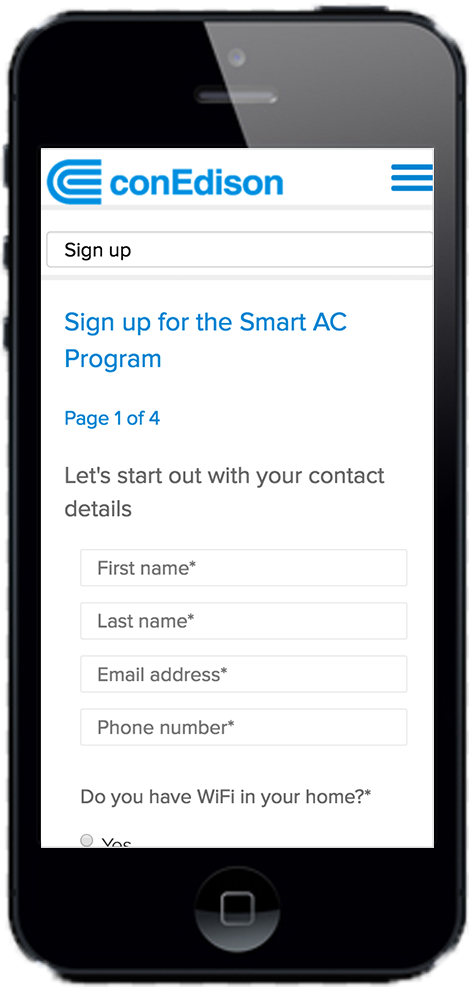 conEdison
Sign up
Sign up for the Smart AC
Program
Page 1 of 4
Let's start out with your contact
details
First name*
Last name*
Email address*
Phone number*
Do you have WiFi in your home?*
Yes